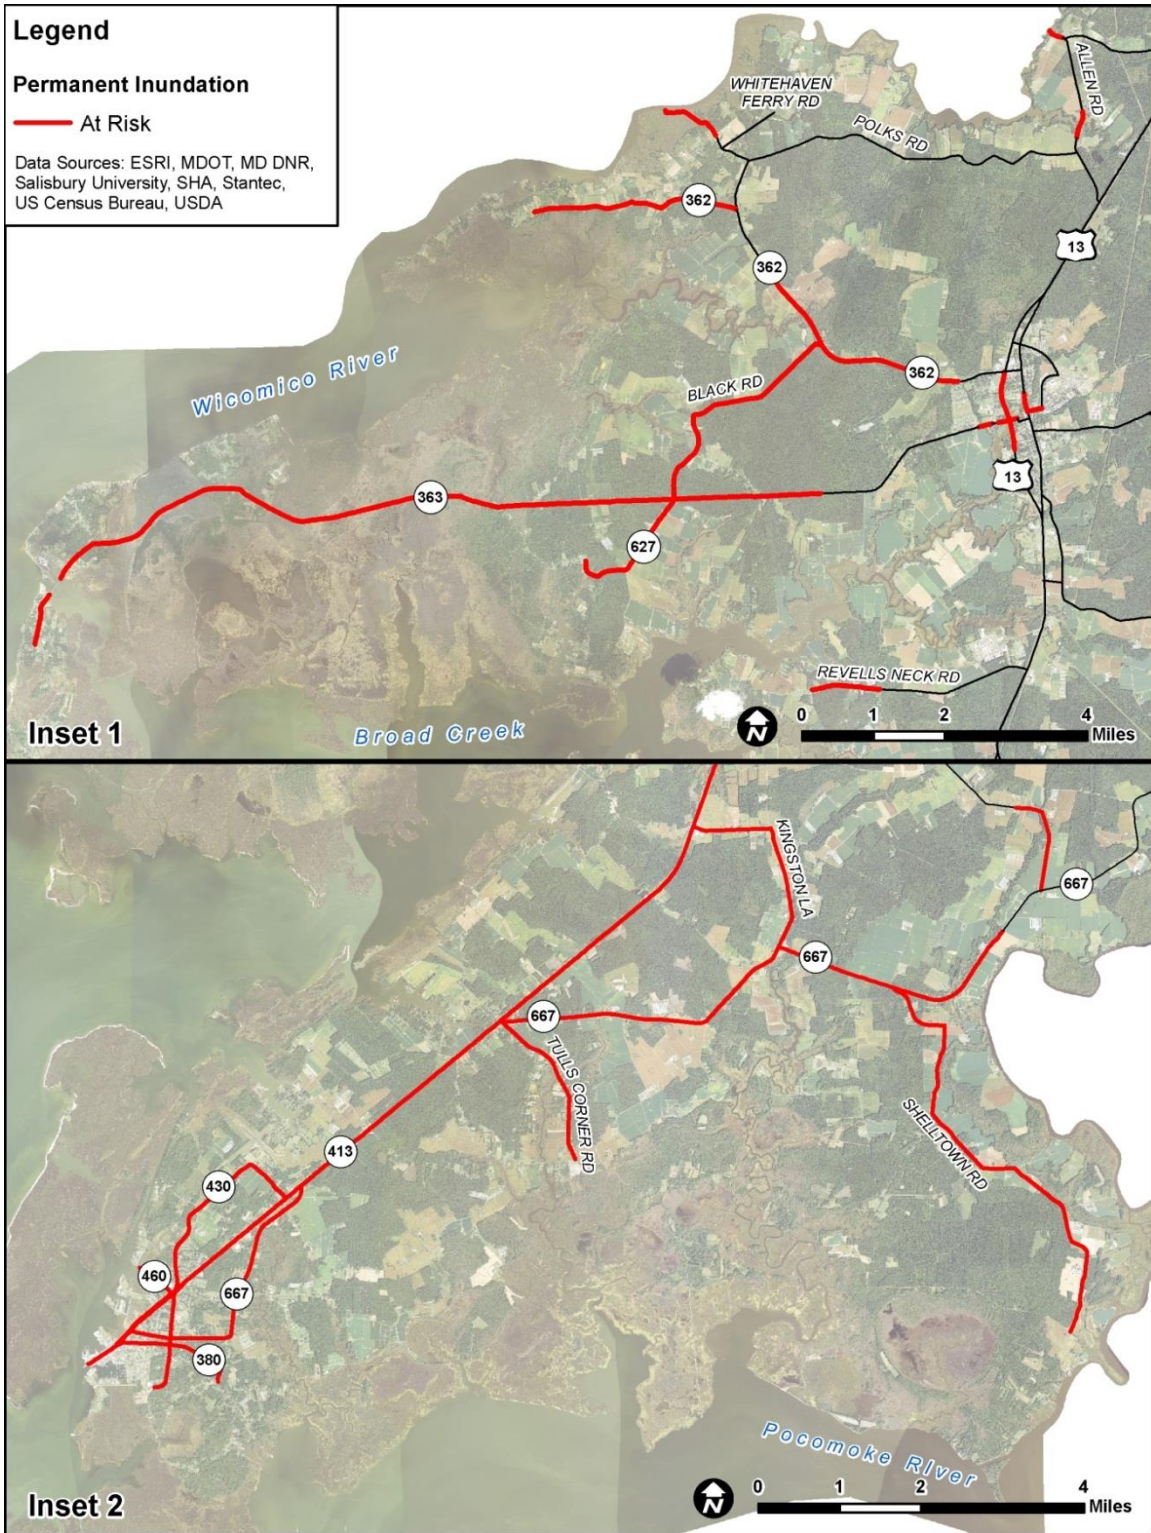 Legend
Permanent Inundation
At Risk
Data Sources: ESRI, MDOT, MD DNR,
Salisbury University, SHA, Stantec,
US Census Bureau, USDA
WHITEHAVEN
FERRY RD
POLKS RD
ALLEN RD
362
13
362
Wicomico River
362
BLACK RD
363
13
627
REVELLS NECK RD
Inset 1
Broad Creek
N
0 1 2 4
Miles
KINGSTON LA
667
667
667
TULLS CORNER RD
SHELLTOWN RD
413
430
460
667
380
Pocomoke RIver
Inset 2
N
0 1 2 4
Miles